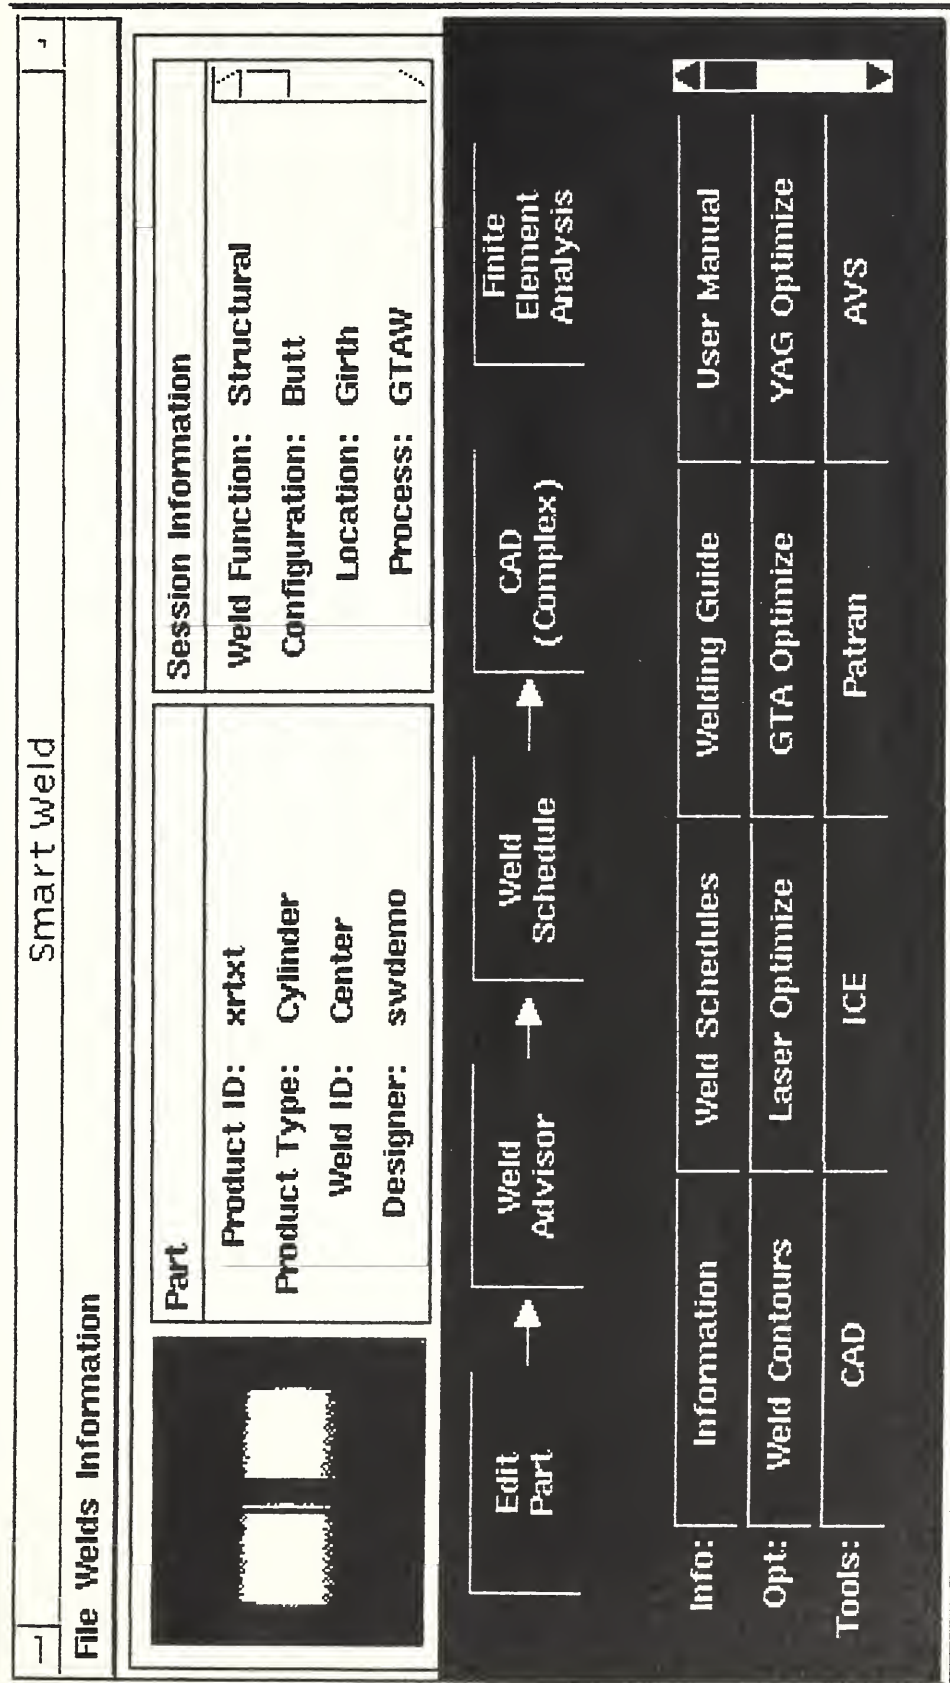 Smart Weld
File Welds Information
Part
Product ID: xrtxt
Product Type: Cylinder
Weld ID: Center
Designer: swdemo
Session Information
Weld Function: Structural
Configuration: Butt
Location: Girth
Process: GTAW
Edit
Part
Weld
Advisor
Weld
Schedule
CAD
(Complex)
Finite
Element
Analysis
Info: Information Weld Schedules Welding Guide User Manual
Opt: Weld Contours Laser Optimize GTA Optimize YAG Optimize
Tools: CAD ICE Patran AVS